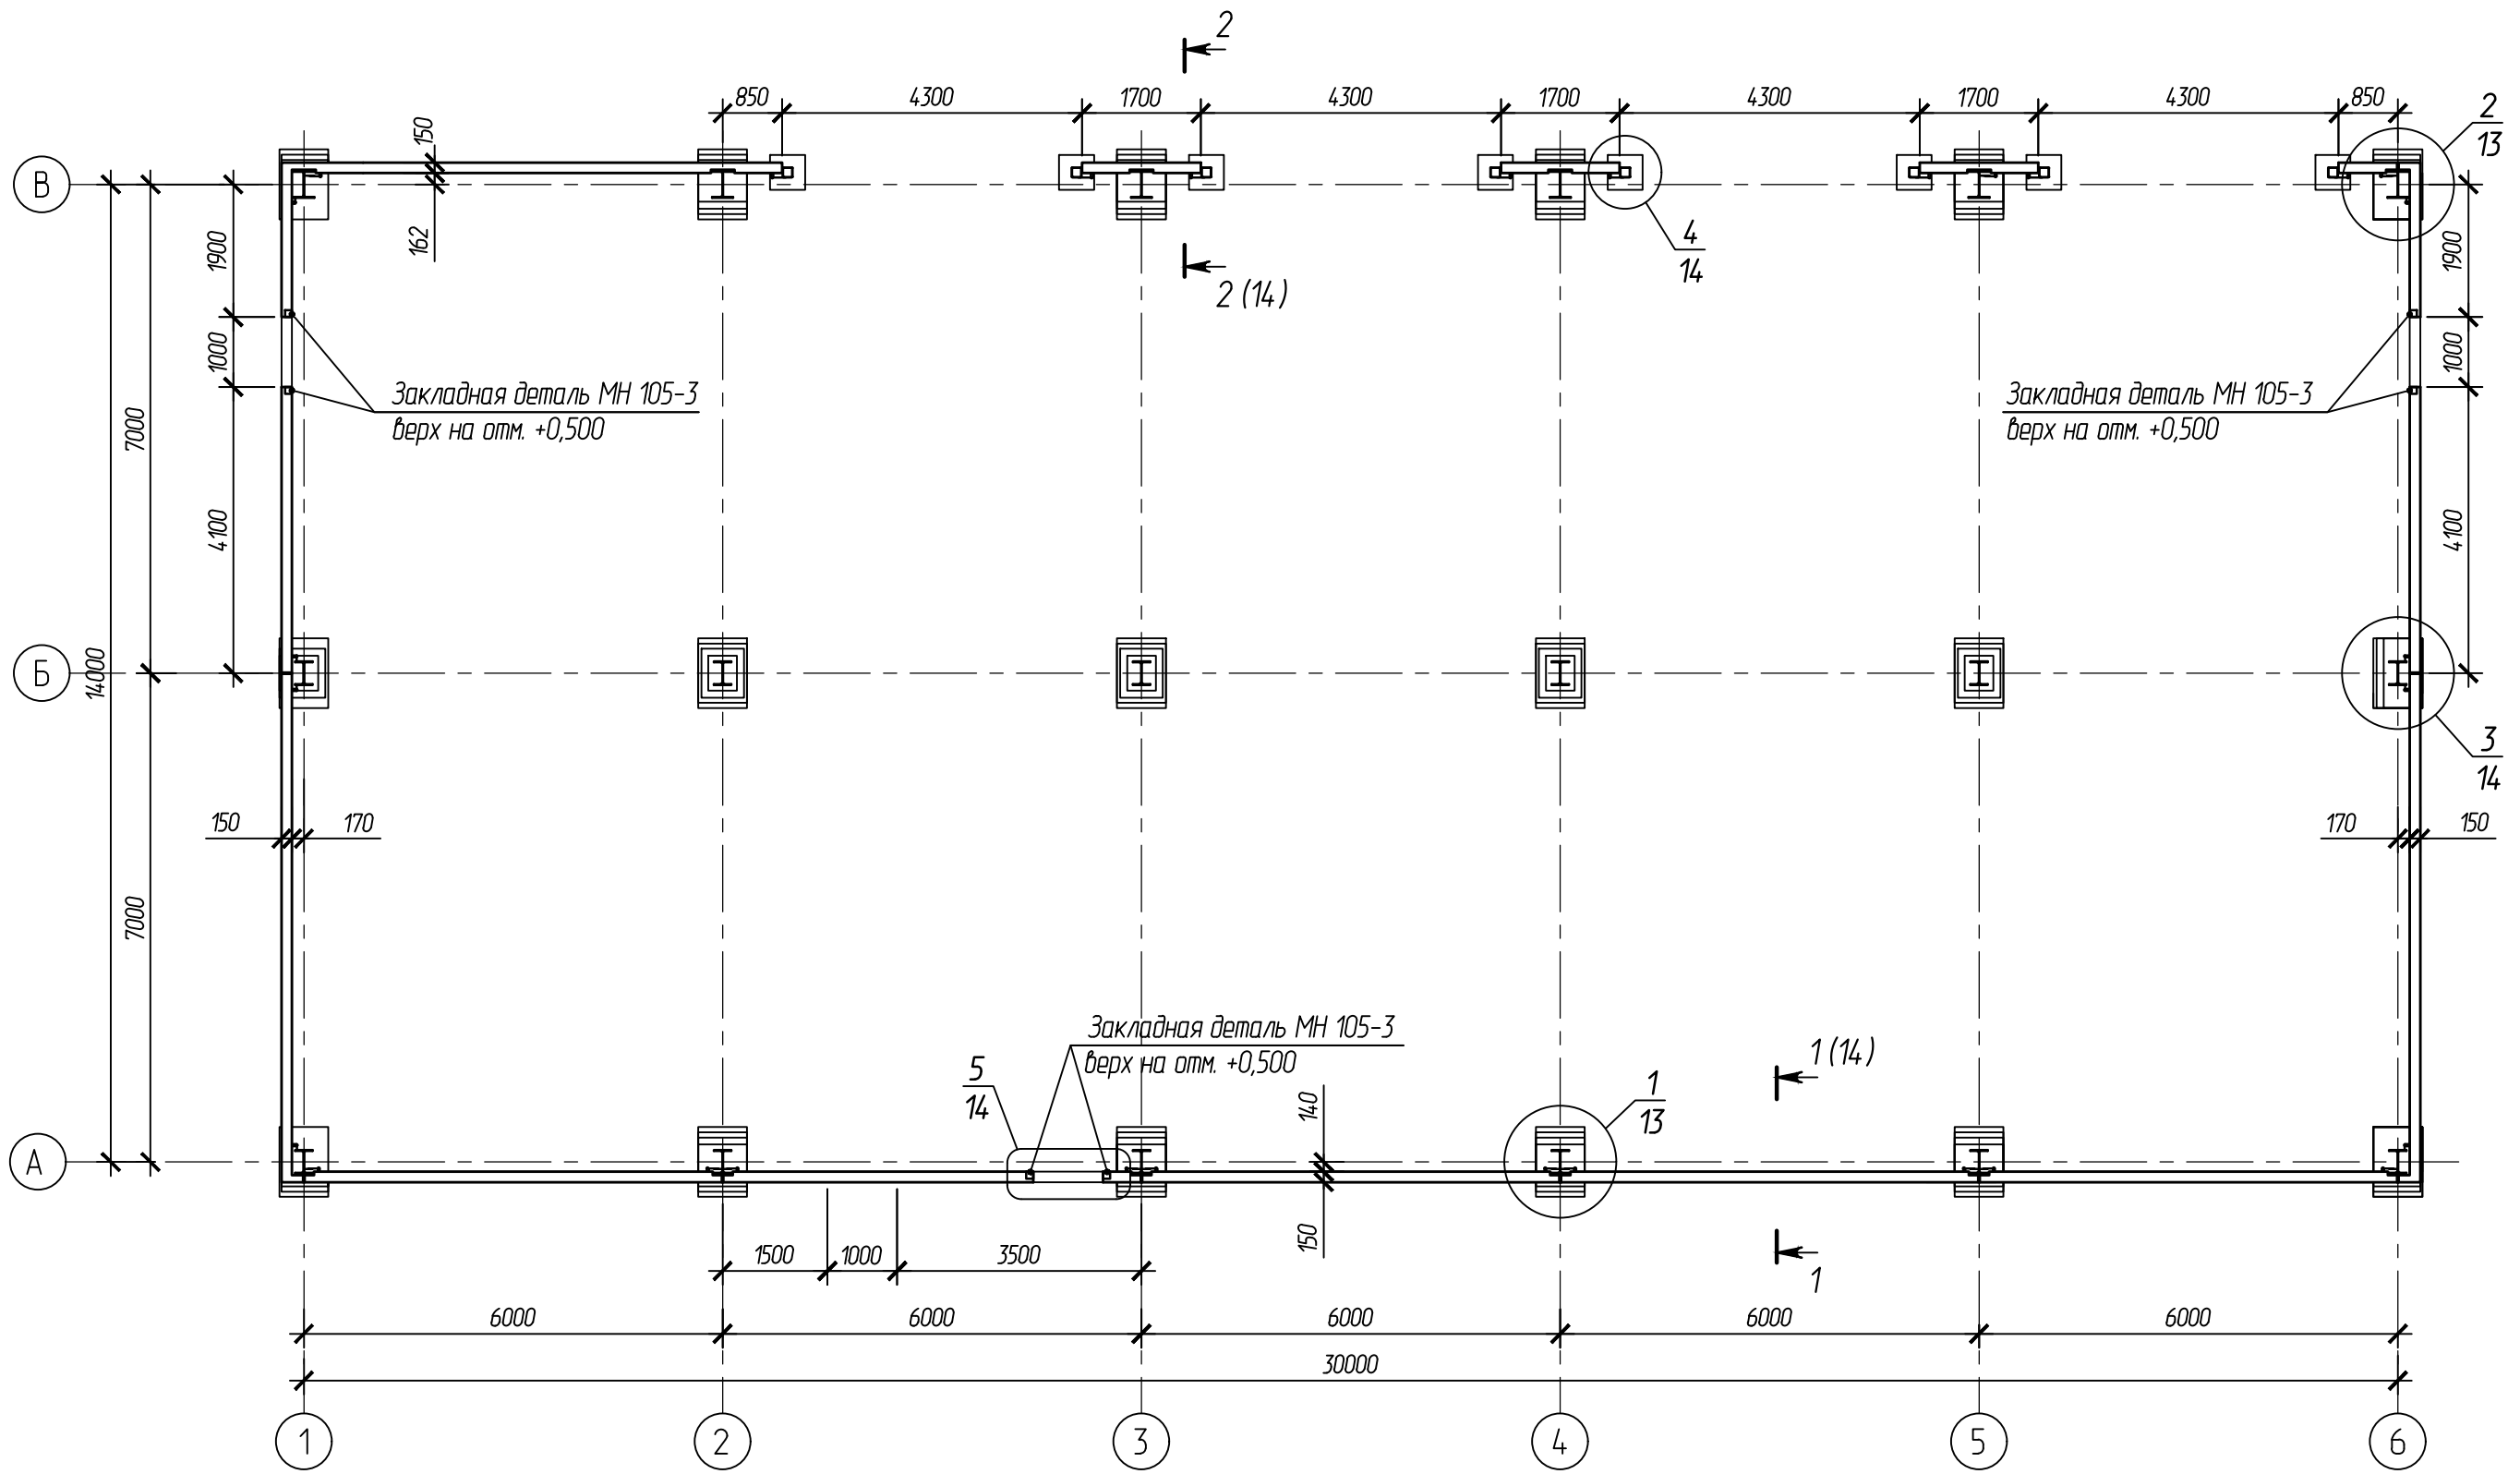 2
850 4300 1700 4300 1700 4300 1700 4300 850
2
13
150
В
162
1900
4
14
2 (14)
1900
1000
1000
Закладная деталь МН 105-3
верх на отм. +0,500
Закладная деталь МН 105-3
верх на отм. +0,500
7000
4100
4100
14000
Б
3
14
150 170
170 150
7000
Закладная деталь МН 105-3
верх на отм. +0,500
5
14
140
1 (14)
1
13
А
150
1500 1000 3500
1
6000 6000 6000 6000 6000
30000
1 2 3 4 5 6